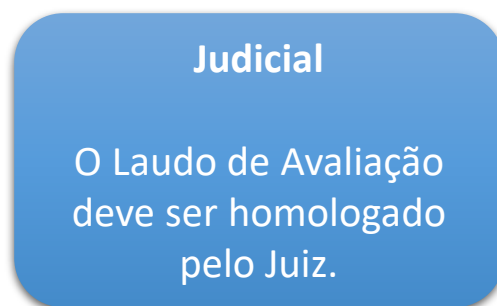 Judicial
O Laudo de Avaliação
deve ser homologado
pelo Juiz.